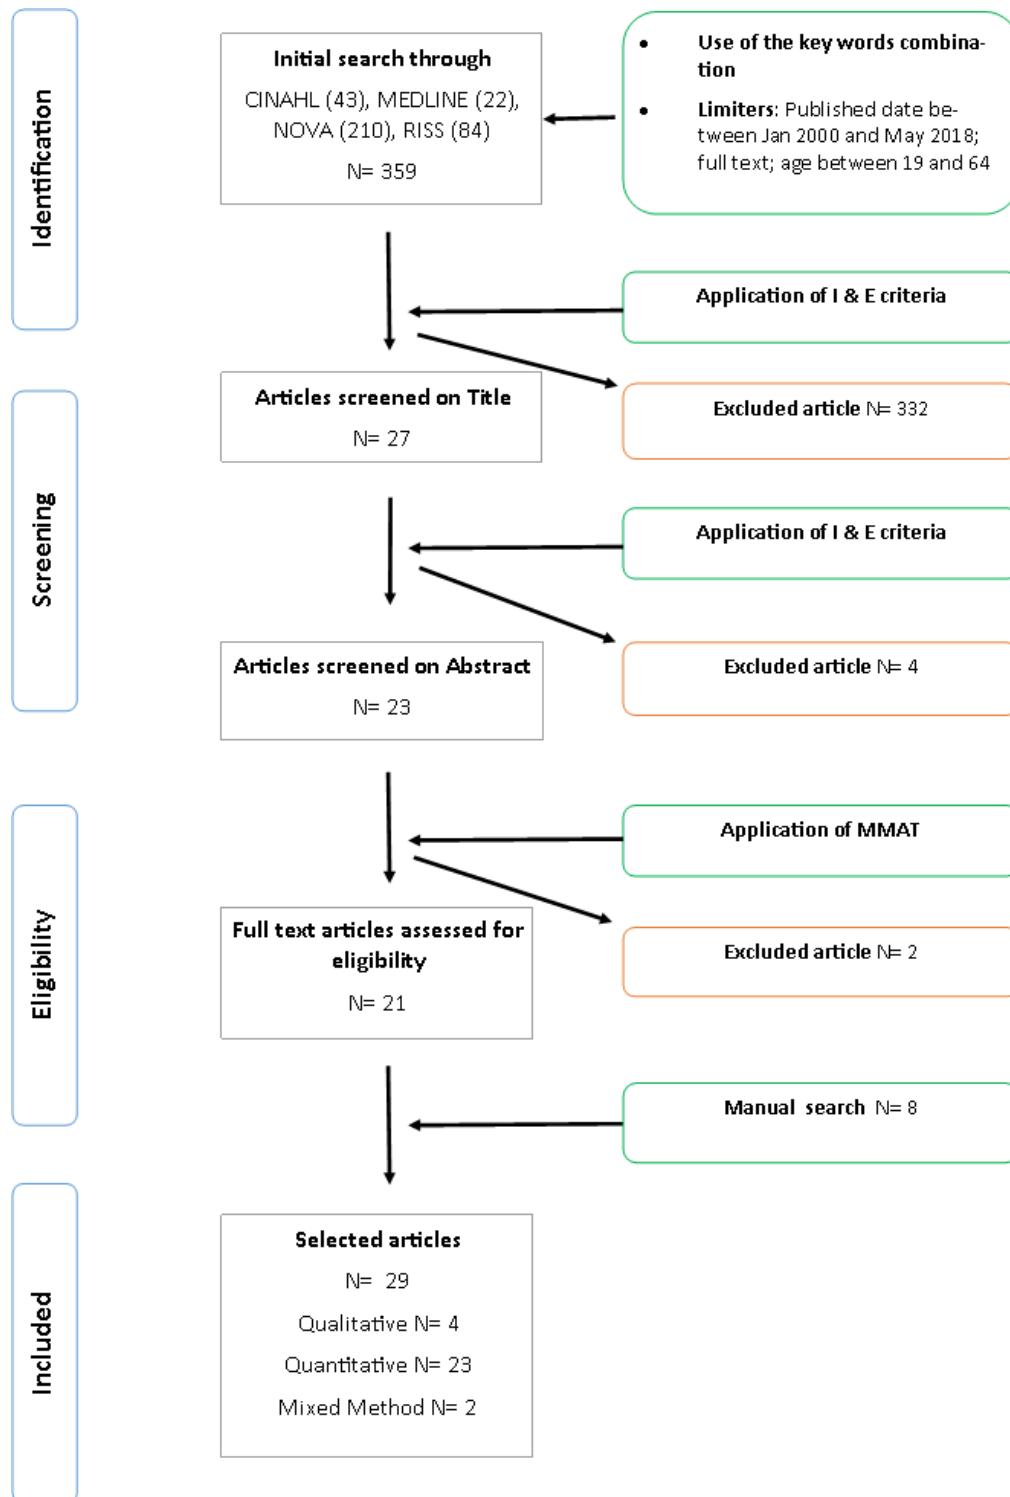 Identification
Initial search through
CINAHL (43), MEDLINE (22),
NOVA (210), RISS (84)
N= 359
• Use of the key words combina-
tion
• Limiters: Published date be-
tween Jan 2000 and May 2018;
full text; age between 19 and 64
Application of I & E criteria
Screening
Articles screened on Title
N= 27
Excluded article N= 332
Application of I & E criteria
Articles screened on Abstract
N= 23
Excluded article N= 4
Eligibility
Application of MMAT
Full text articles assessed for
eligibility
N= 21
Excluded article N= 2
Manual search N= 8
Included
Selected articles
N= 29
Qualitative N= 4
Quantitative N= 23
Mixed Method N= 2